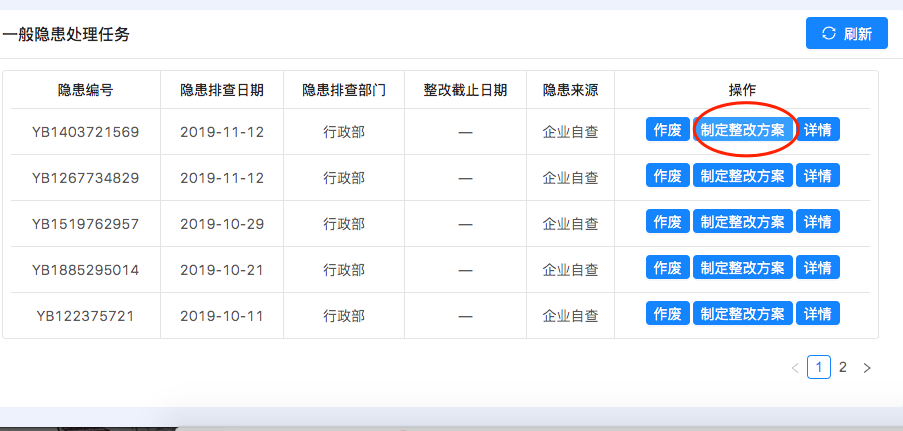 一般隐患处理任务 刷新
隐患编号 隐患排查日期 隐患排查部门 整改截止日期 隐患来源 操作
YB1403721569 2019-11-12 行政部 — 企业自查 作废 制定整改方案 详情
YB1267734829 2019-11-12 行政部 — 企业自查 作废 制定整改方案 详情
YB1519762957 2019-10-29 行政部 — 企业自查 作废 制定整改方案 详情
YB1885295014 2019-10-21 行政部 — 企业自查 作废 制定整改方案 详情
YB122375721 2019-10-11 行政部 — 企业自查 作废 制定整改方案 详情
< 1 2 >